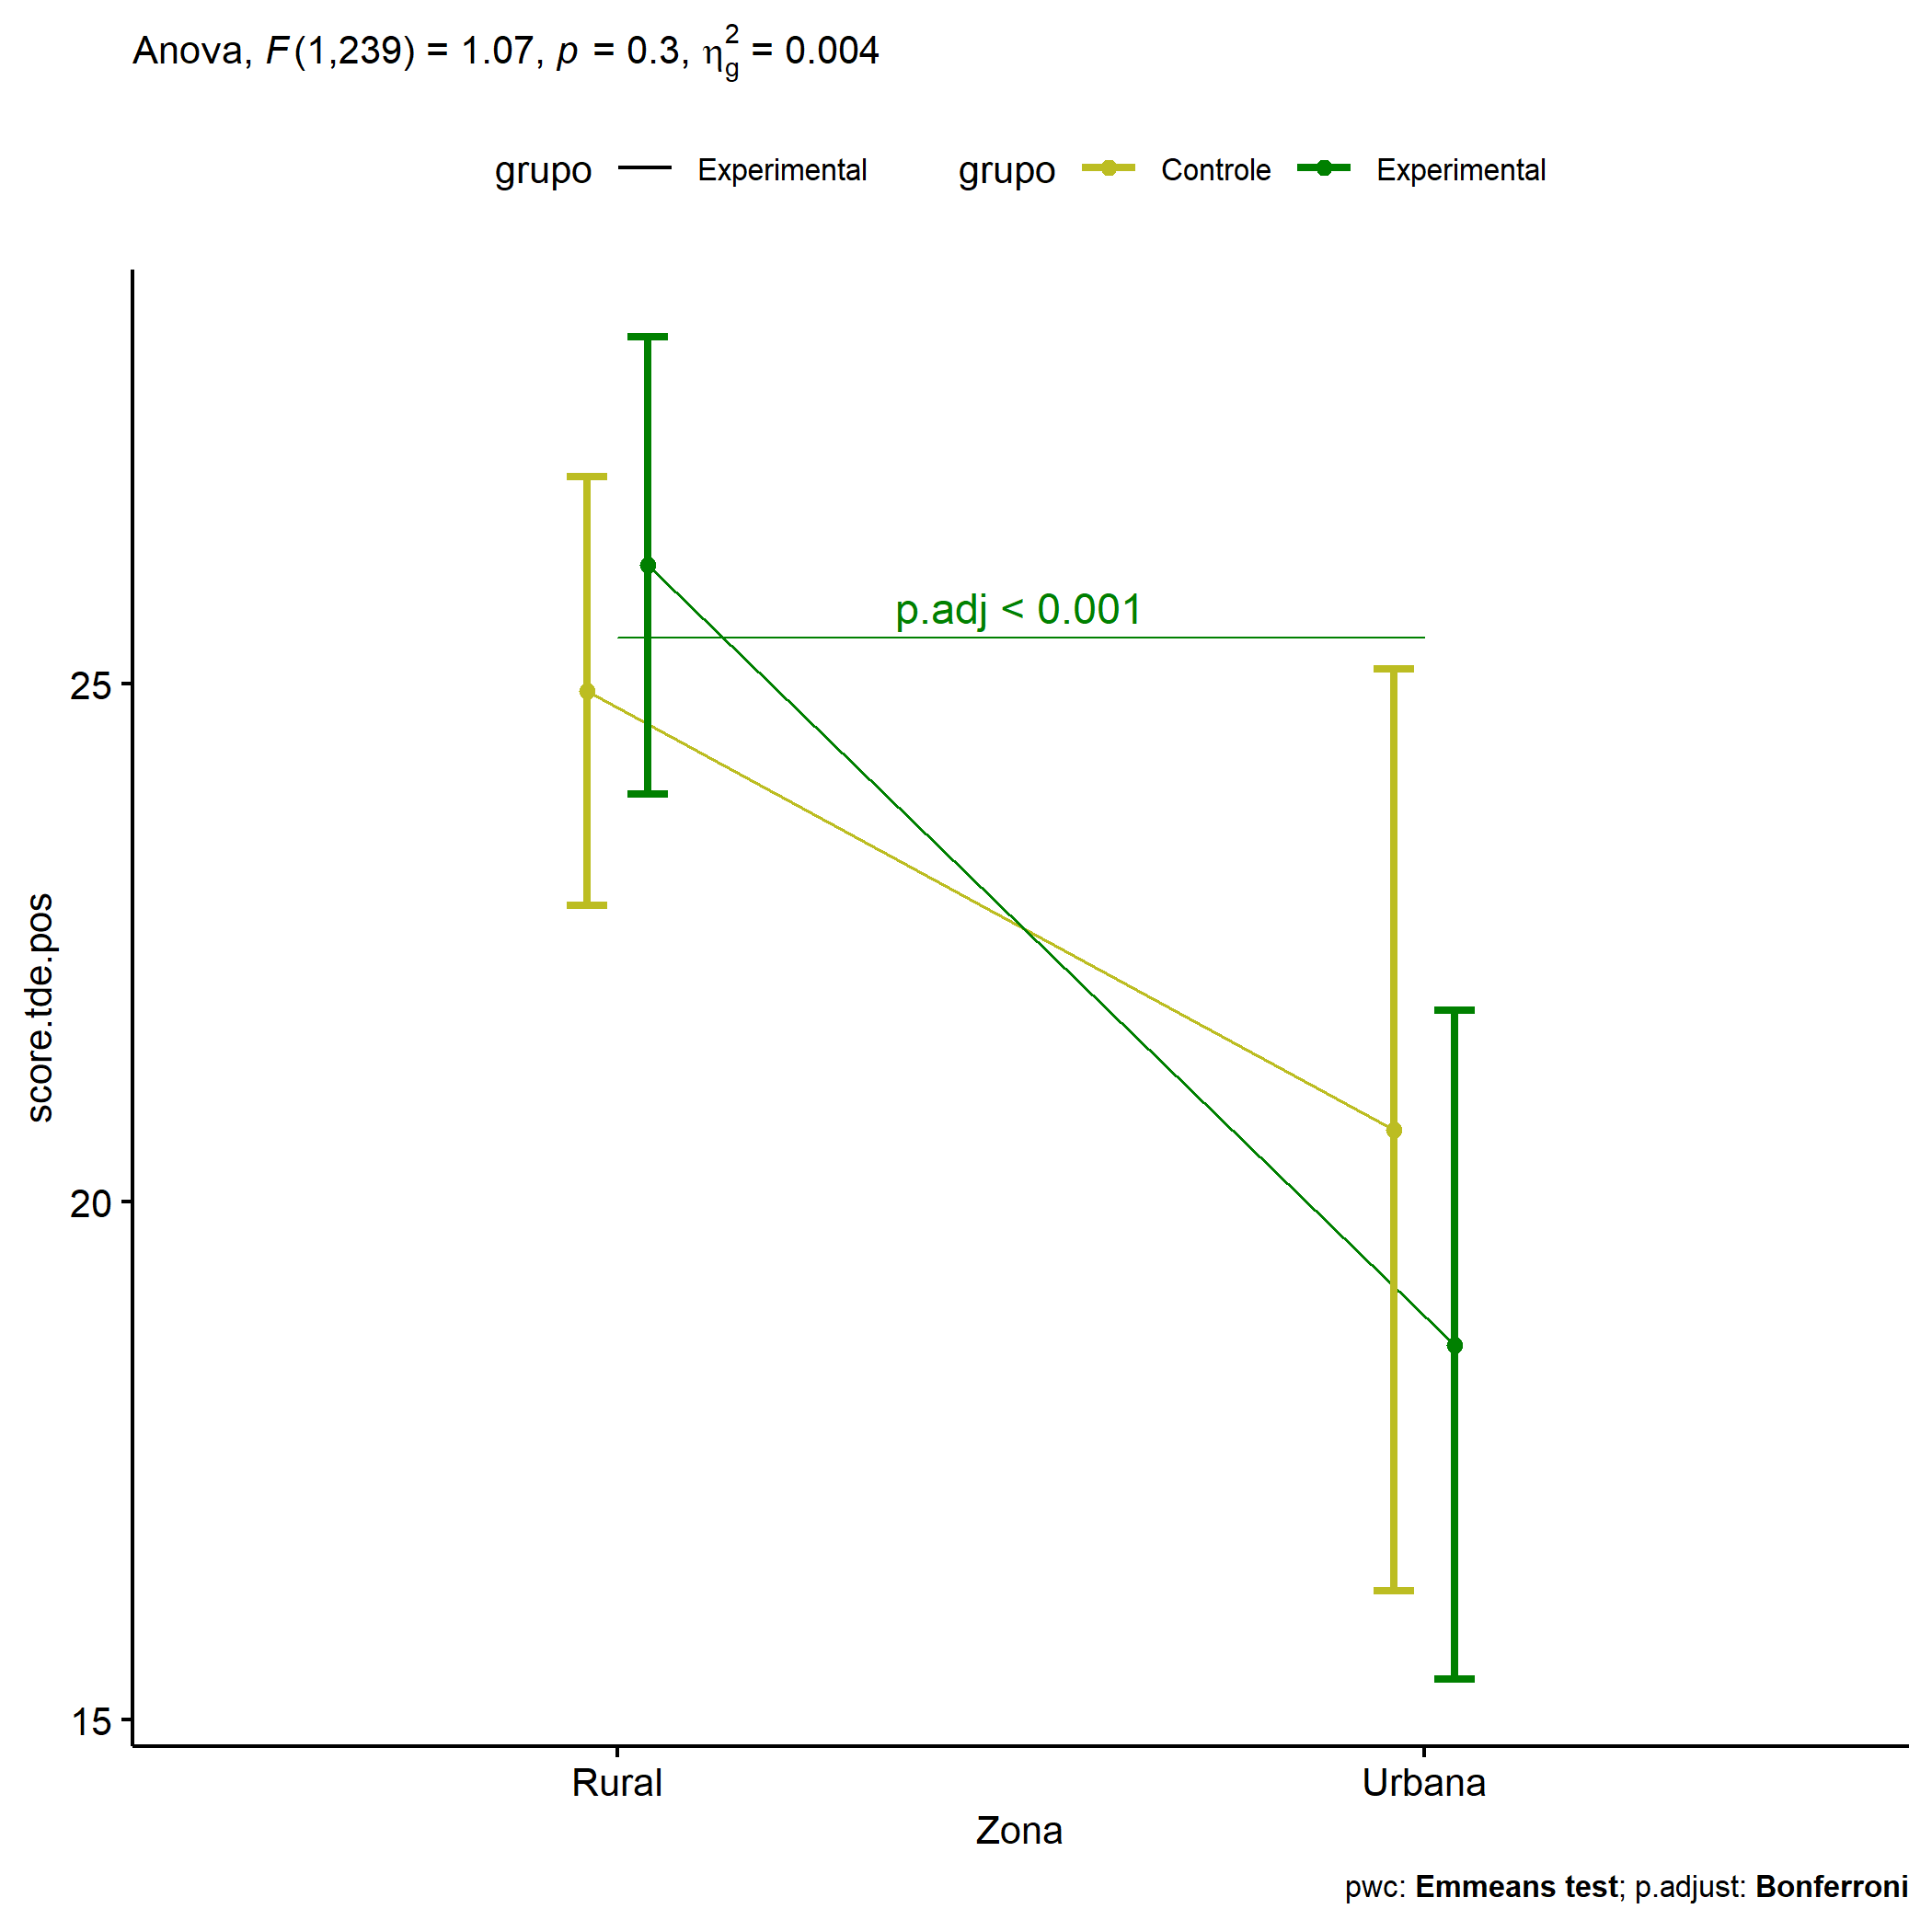 Anova, F(1,239) = 1.07, p = 0.3, η²g = 0.004
grupo Experimental grupo Controle Experimental
p.adj < 0.001
25
20
15
score.tde.pos
Rural Urbana
Zona
pwc: Emmeans test; p.adjust: Bonferroni